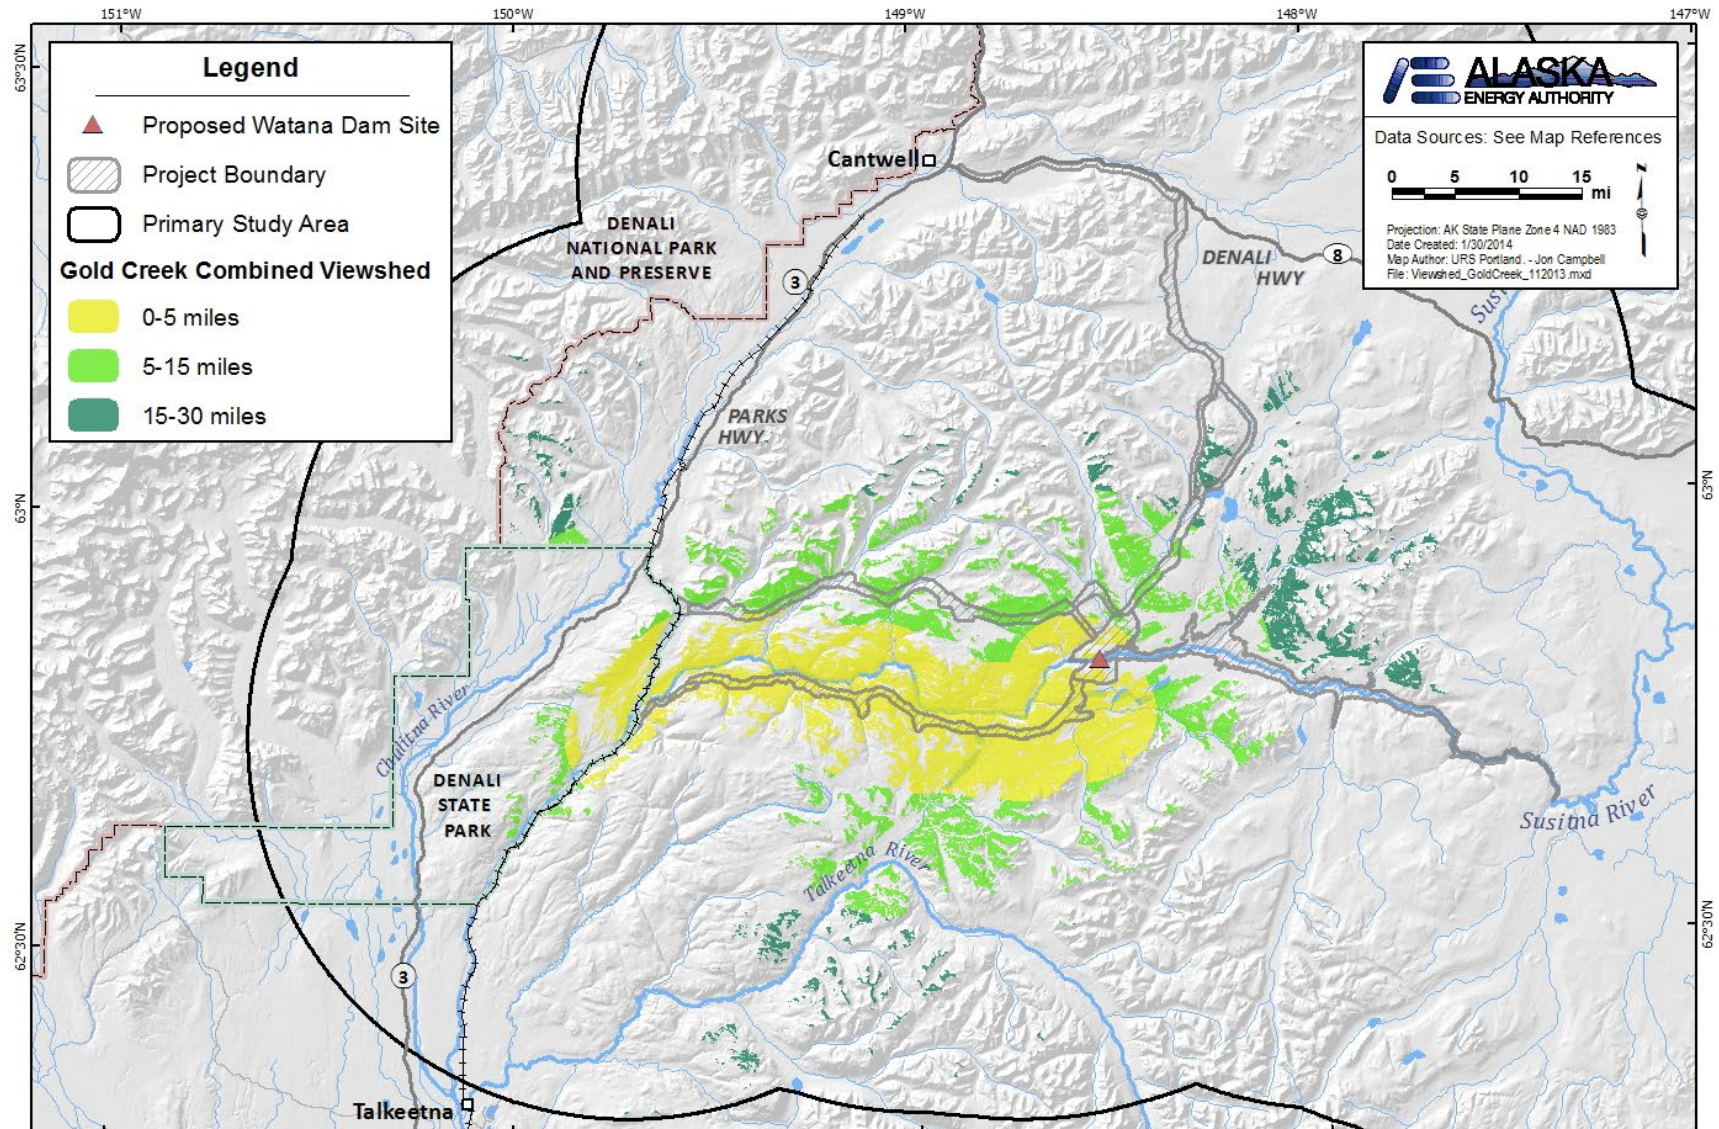 151°W
150°W
149°W
148°W
147°W
63°30'N
63°N
62°30'N
63°N
62°30'N
Legend
Proposed Watana Dam Site
Project Boundary
Primary Study Area
Gold Creek Combined Viewshed
0-5 miles
5-15 miles
15-30 miles
ALASKA
ENERGY AUTHORITY
Data Sources: See Map References
0 5 10 15
mi
N
Projection: AK State Plane Zone 4 NAD 1983
Date Created: 1/30/2014
Map Author: URS Portland. - Jon Campbell
File: Viewshed_GoldCreek_112013.mxd
Cantwell
DENALI
NATIONAL PARK
AND PRESERVE
3
DENALI
HWY
8
PARKS
HWY
Chulitna River
DENALI
STATE
PARK
Susitna River
Talkeetna River
3
Talkeetna